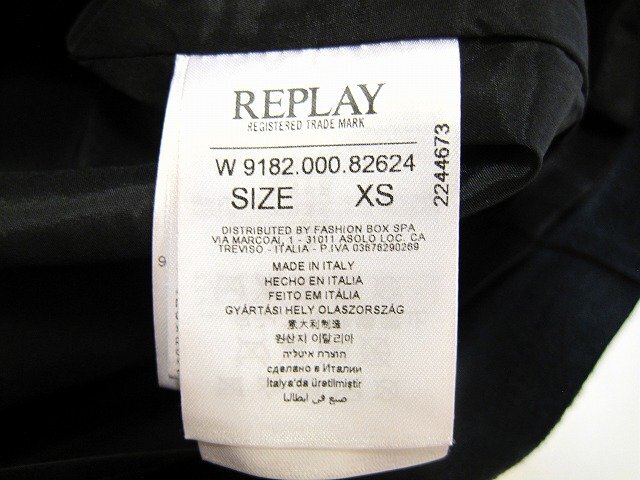 REPLAY
REGISTERED TRADE MARK
W 9182.000.82624
SIZE XS
2244673
DISTRIBUTED BY FASHION BOX SPA
VIA MARCOAI, 1 - 31011 ASOLO LOC. CA
TREVISO - ITALIA - P.IVA 03676290269
MADE IN ITALY
HECHO EN ITALIA
FEITO EM ITÁLIA
GYÁRTÁSI HELY OLASZORSZÁG
意大利制造
원산지 이탈리아
תוצרת איטליה
сделано в Италии
İtalya'da üretilmiştir
صنع في ايطاليا
9